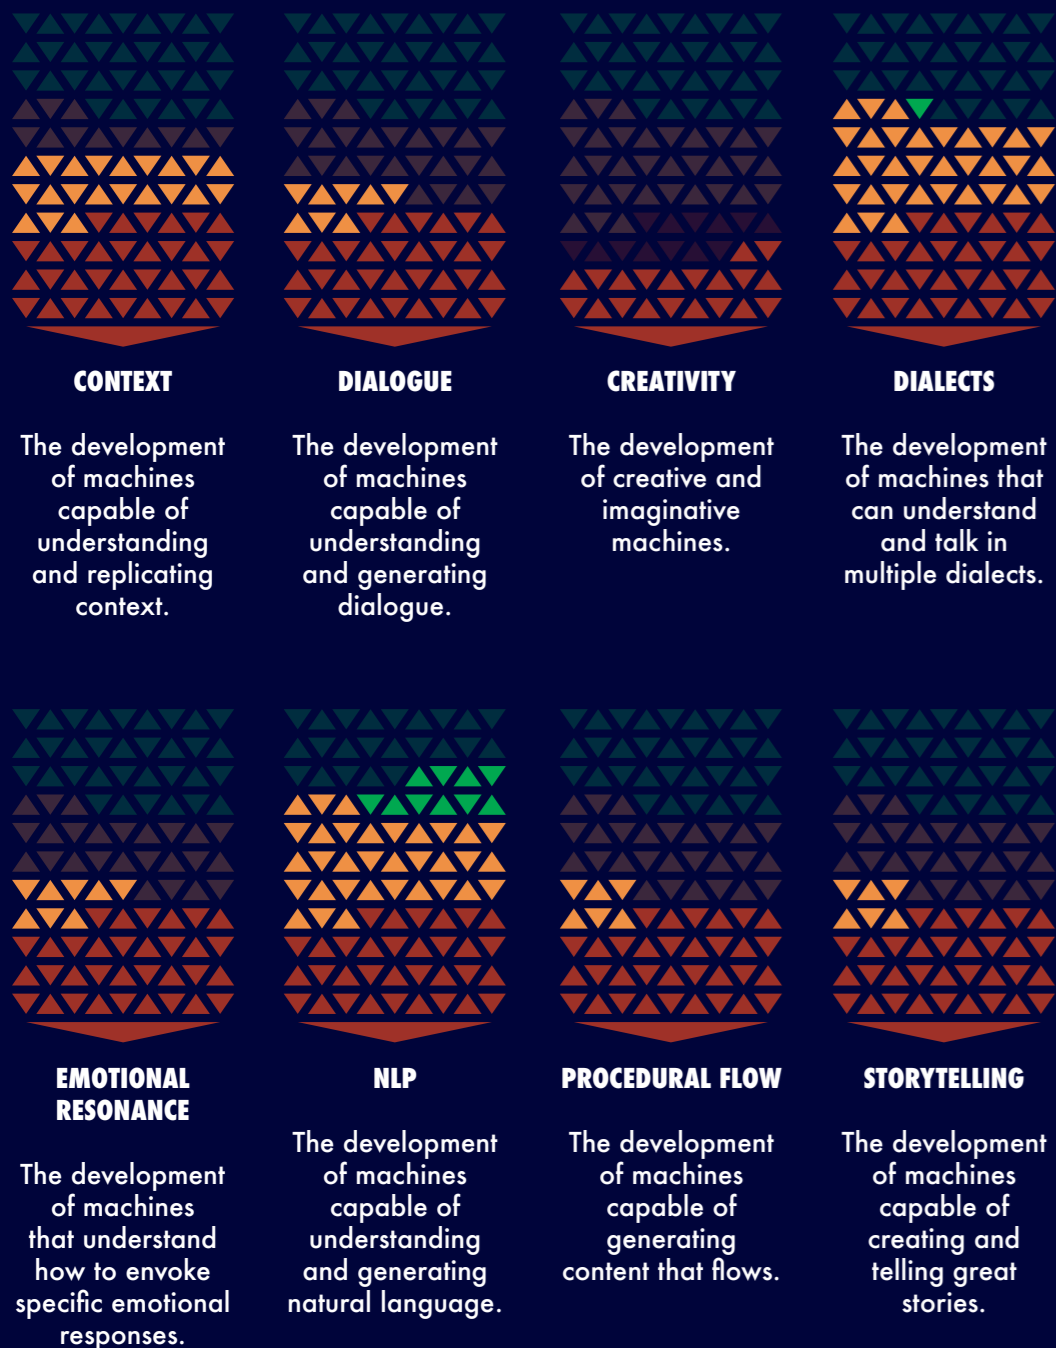 CONTEXT
The development
of machines
capable of
understanding
and replicating
context.
DIALOGUE
The development
of machines
capable of
understanding
and generating
dialogue.
CREATIVITY
The development
of creative and
imaginative
machines.
DIALECTS
The development
of machines that
can understand
and talk in
multiple dialects.
EMOTIONAL
RESONANCE
The development
of machines
that understand
how to envoke
specific emotional
responses.
NLP
The development
of machines
capable of
understanding
and generating
natural language.
PROCEDURAL FLOW
The development
of machines
capable of
generating
content that flows.
STORYTELLING
The development
of machines
capable of
creating and
telling great
stories.